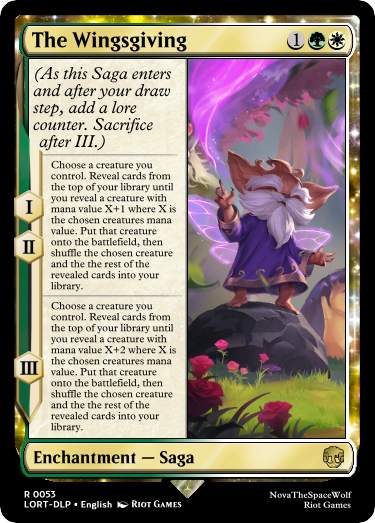 The Wingsgiving 1
(As this Saga enters
and after your draw
step, add a lore
counter. Sacrifice
after III.)
I
II
Choose a creature you
control. Reveal cards from
the top of your library until
you reveal a creature with
mana value X+1 where X is
the chosen creatures mana
value. Put that creature
onto the battlefield, then
shuffle the chosen creature
and the the rest of the
revealed cards into your
library.
III
Choose a creature you
control. Reveal cards from
the top of your library until
you reveal a creature with
mana value X+2 where X is
the chosen creatures mana
value. Put that creature
onto the battlefield, then
shuffle the chosen creature
and the the rest of the
revealed cards into your
library.
Enchantment — Saga
R 0053
LORT-DLP • English Riot Games
NovaTheSpaceWolf
Riot Games